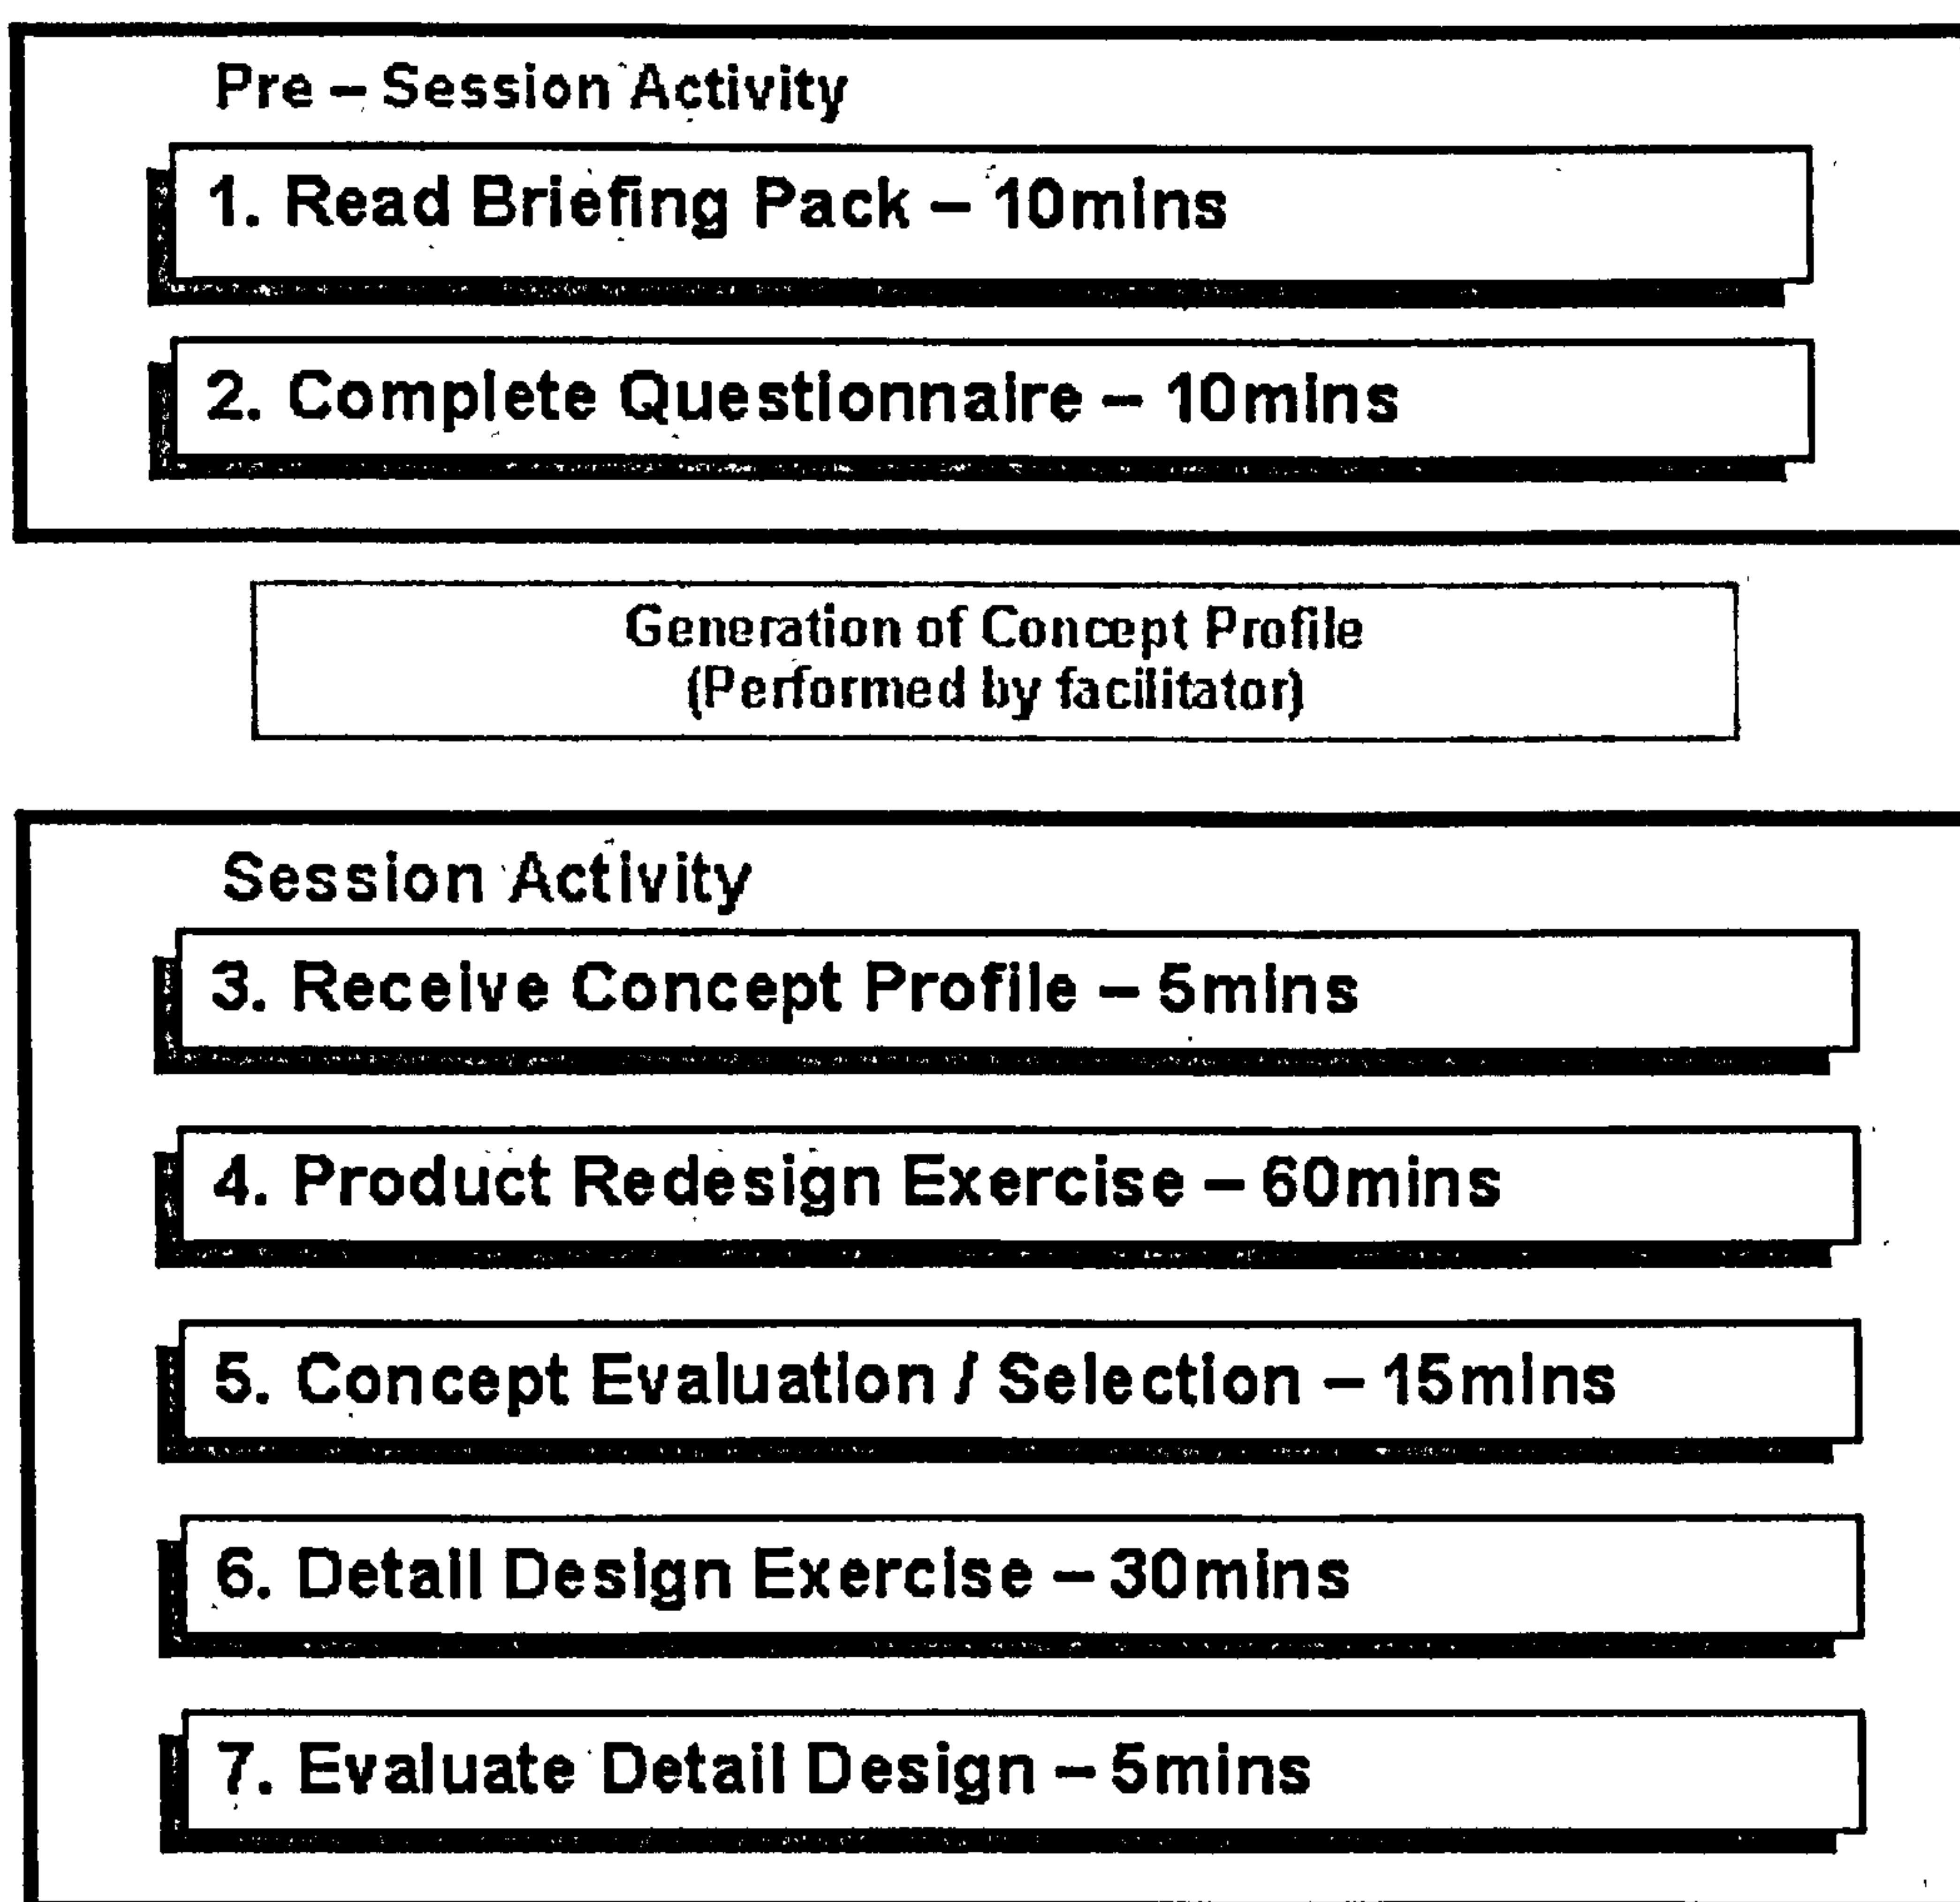 Pre – Session Activity
1. Read Briefing Pack – 10mins
2. Complete Questionnaire – 10mins
Generation of Concept Profile
(Performed by facilitator)
Session Activity
3. Receive Concept Profile – 5mins
4. Product Redesign Exercise – 60mins
5. Concept Evaluation / Selection – 15mins
6. Detail Design Exercise – 30mins
7. Evaluate Detail Design – 5mins